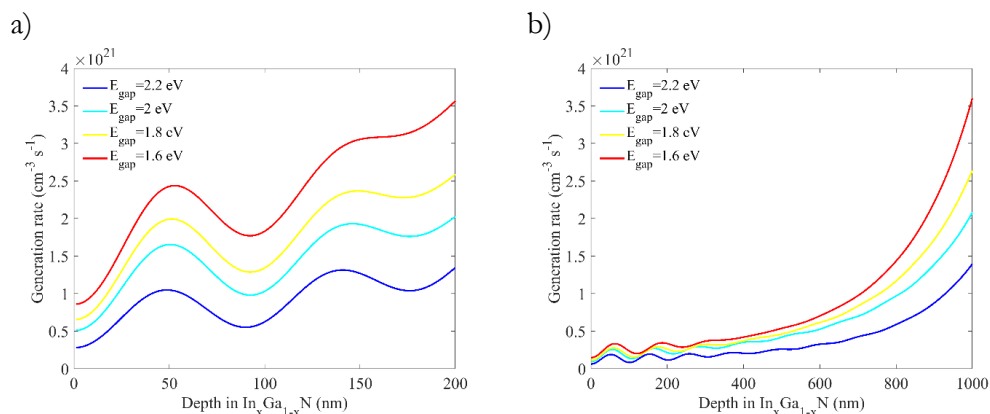 a)
×10^21
4
3.5
3
2.5
2
1.5
1
0.5
0
E_gap=2.2 eV
E_gap=2 eV
E_gap=1.8 eV
E_gap=1.6 eV
Generation rate (cm^-3 s^-1)
0 50 100 150 200
Depth in In_xGa_1-xN (nm)
b)
×10^21
4
3.5
3
2.5
2
1.5
1
0.5
0
E_gap=2.2 eV
E_gap=2 eV
E_gap=1.8 eV
E_gap=1.6 eV
Generation rate (cm^-3 s^-1)
0 200 400 600 800 1000
Depth in In_xGa_1-xN (nm)